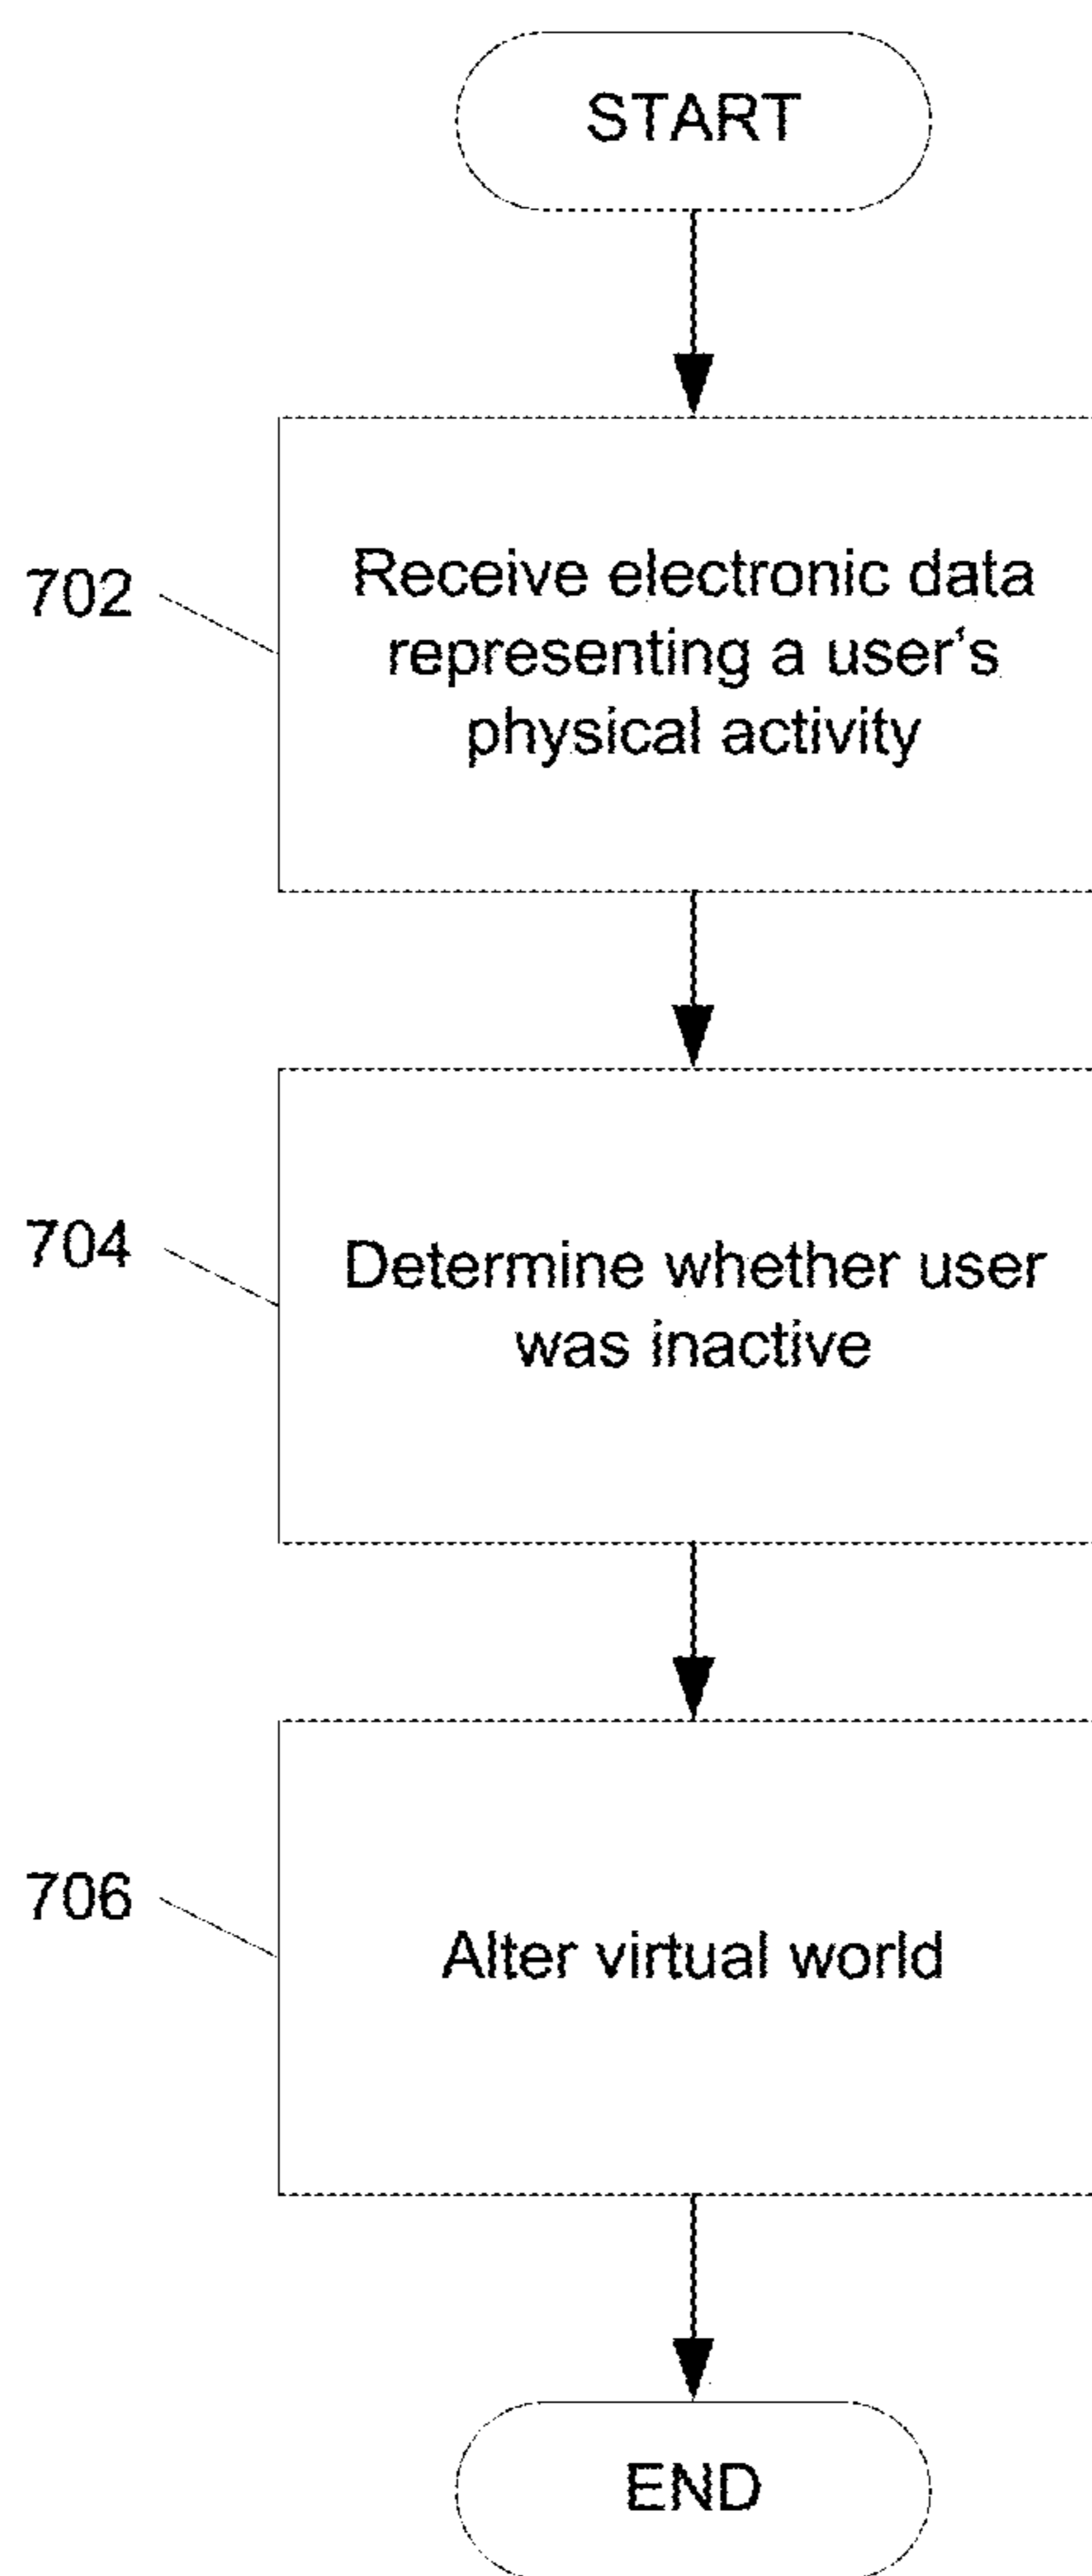 START
702
Receive electronic data
representing a user‘s
physical activity
704
Determine whether user
was inactive
706
Alter virtual world
END